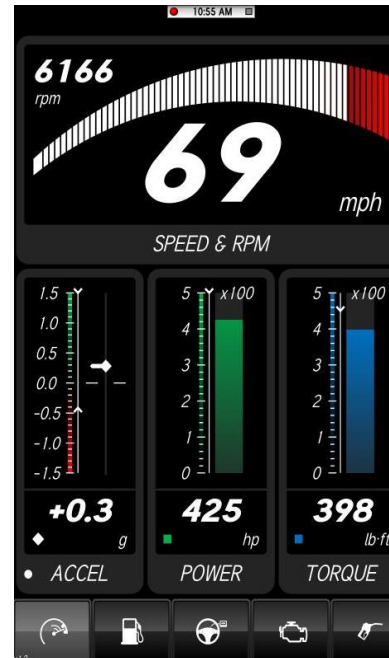 10:55 AM
6166
rpm
69
mph
SPEED & RPM
1.5
1.0
0.5
0.0
-0.5
-1.0
-1.5
+0.3
g
ACCEL
5 x100
4
3
2
1
0
425
hp
POWER
5 x100
4
3
2
1
0
398
lb·ft
TORQUE